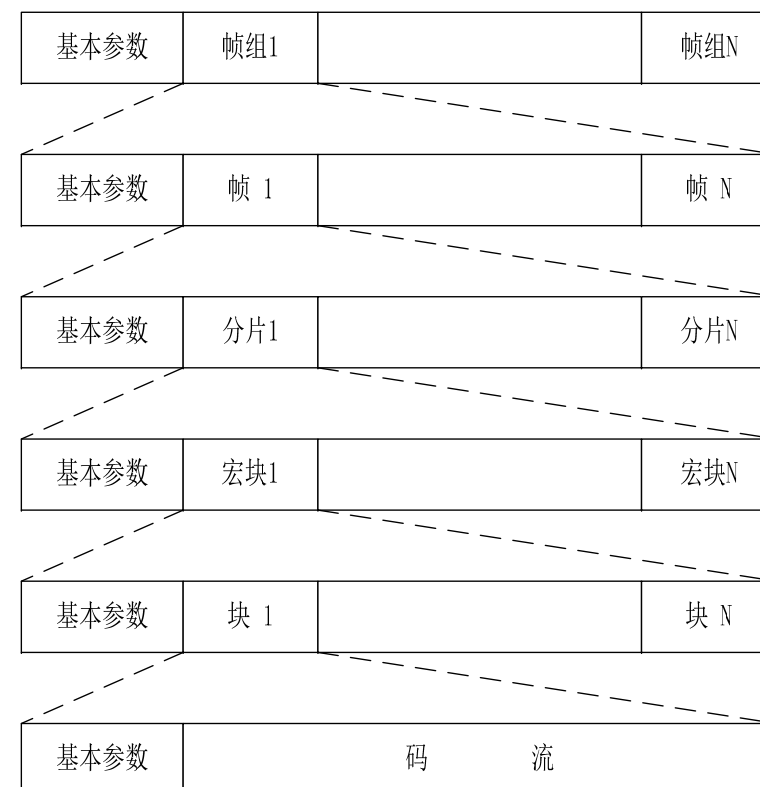 基本参数 帧组1 帧组N
基本参数 帧 1 帧 N
基本参数 分片1 分片N
基本参数 宏块1 宏块N
基本参数 块 1 块 N
基本参数 码 流